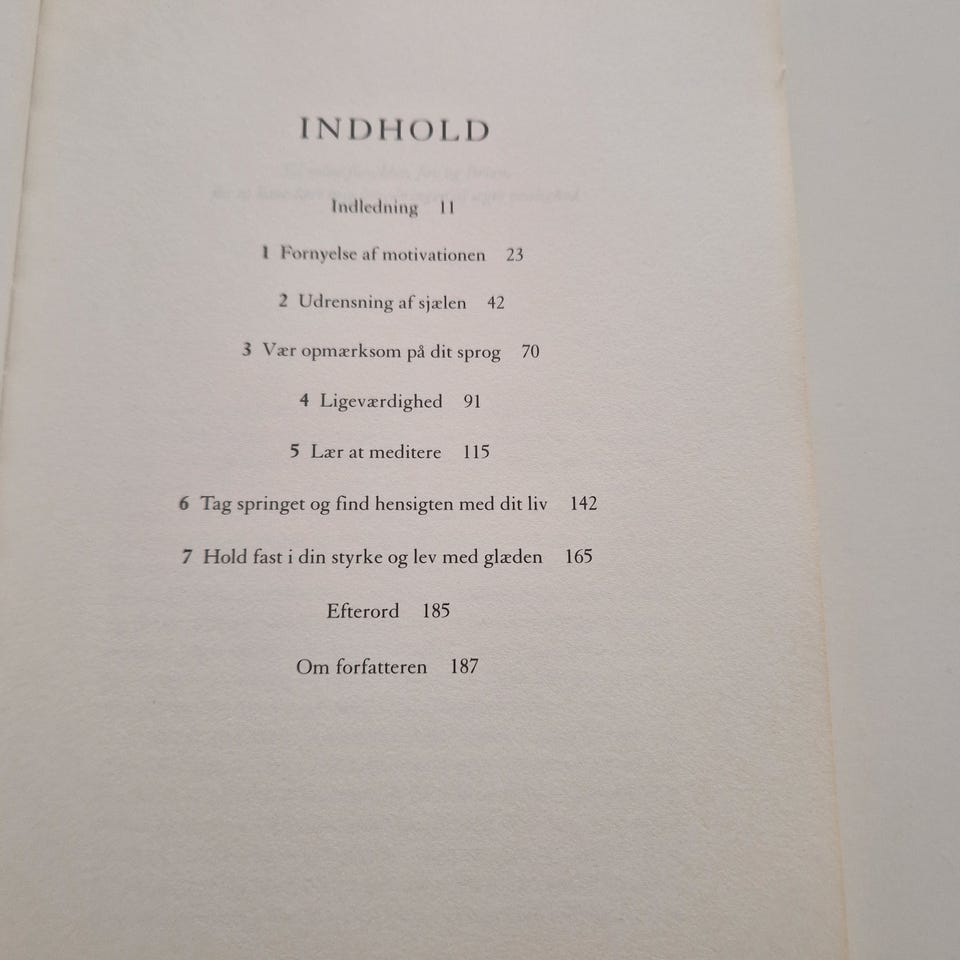 INDHOLD
Indledning 11
1 Fornyelse af motivationen 23
2 Udrensning af sjælen 42
3 Vær opmærksom på dit sprog 70
4 Ligeværdighed 91
5 Lær at meditere 115
6 Tag springet og find hensigten med dit liv 142
7 Hold fast i din styrke og lev med glæden 165
Efterord 185
Om forfatteren 187